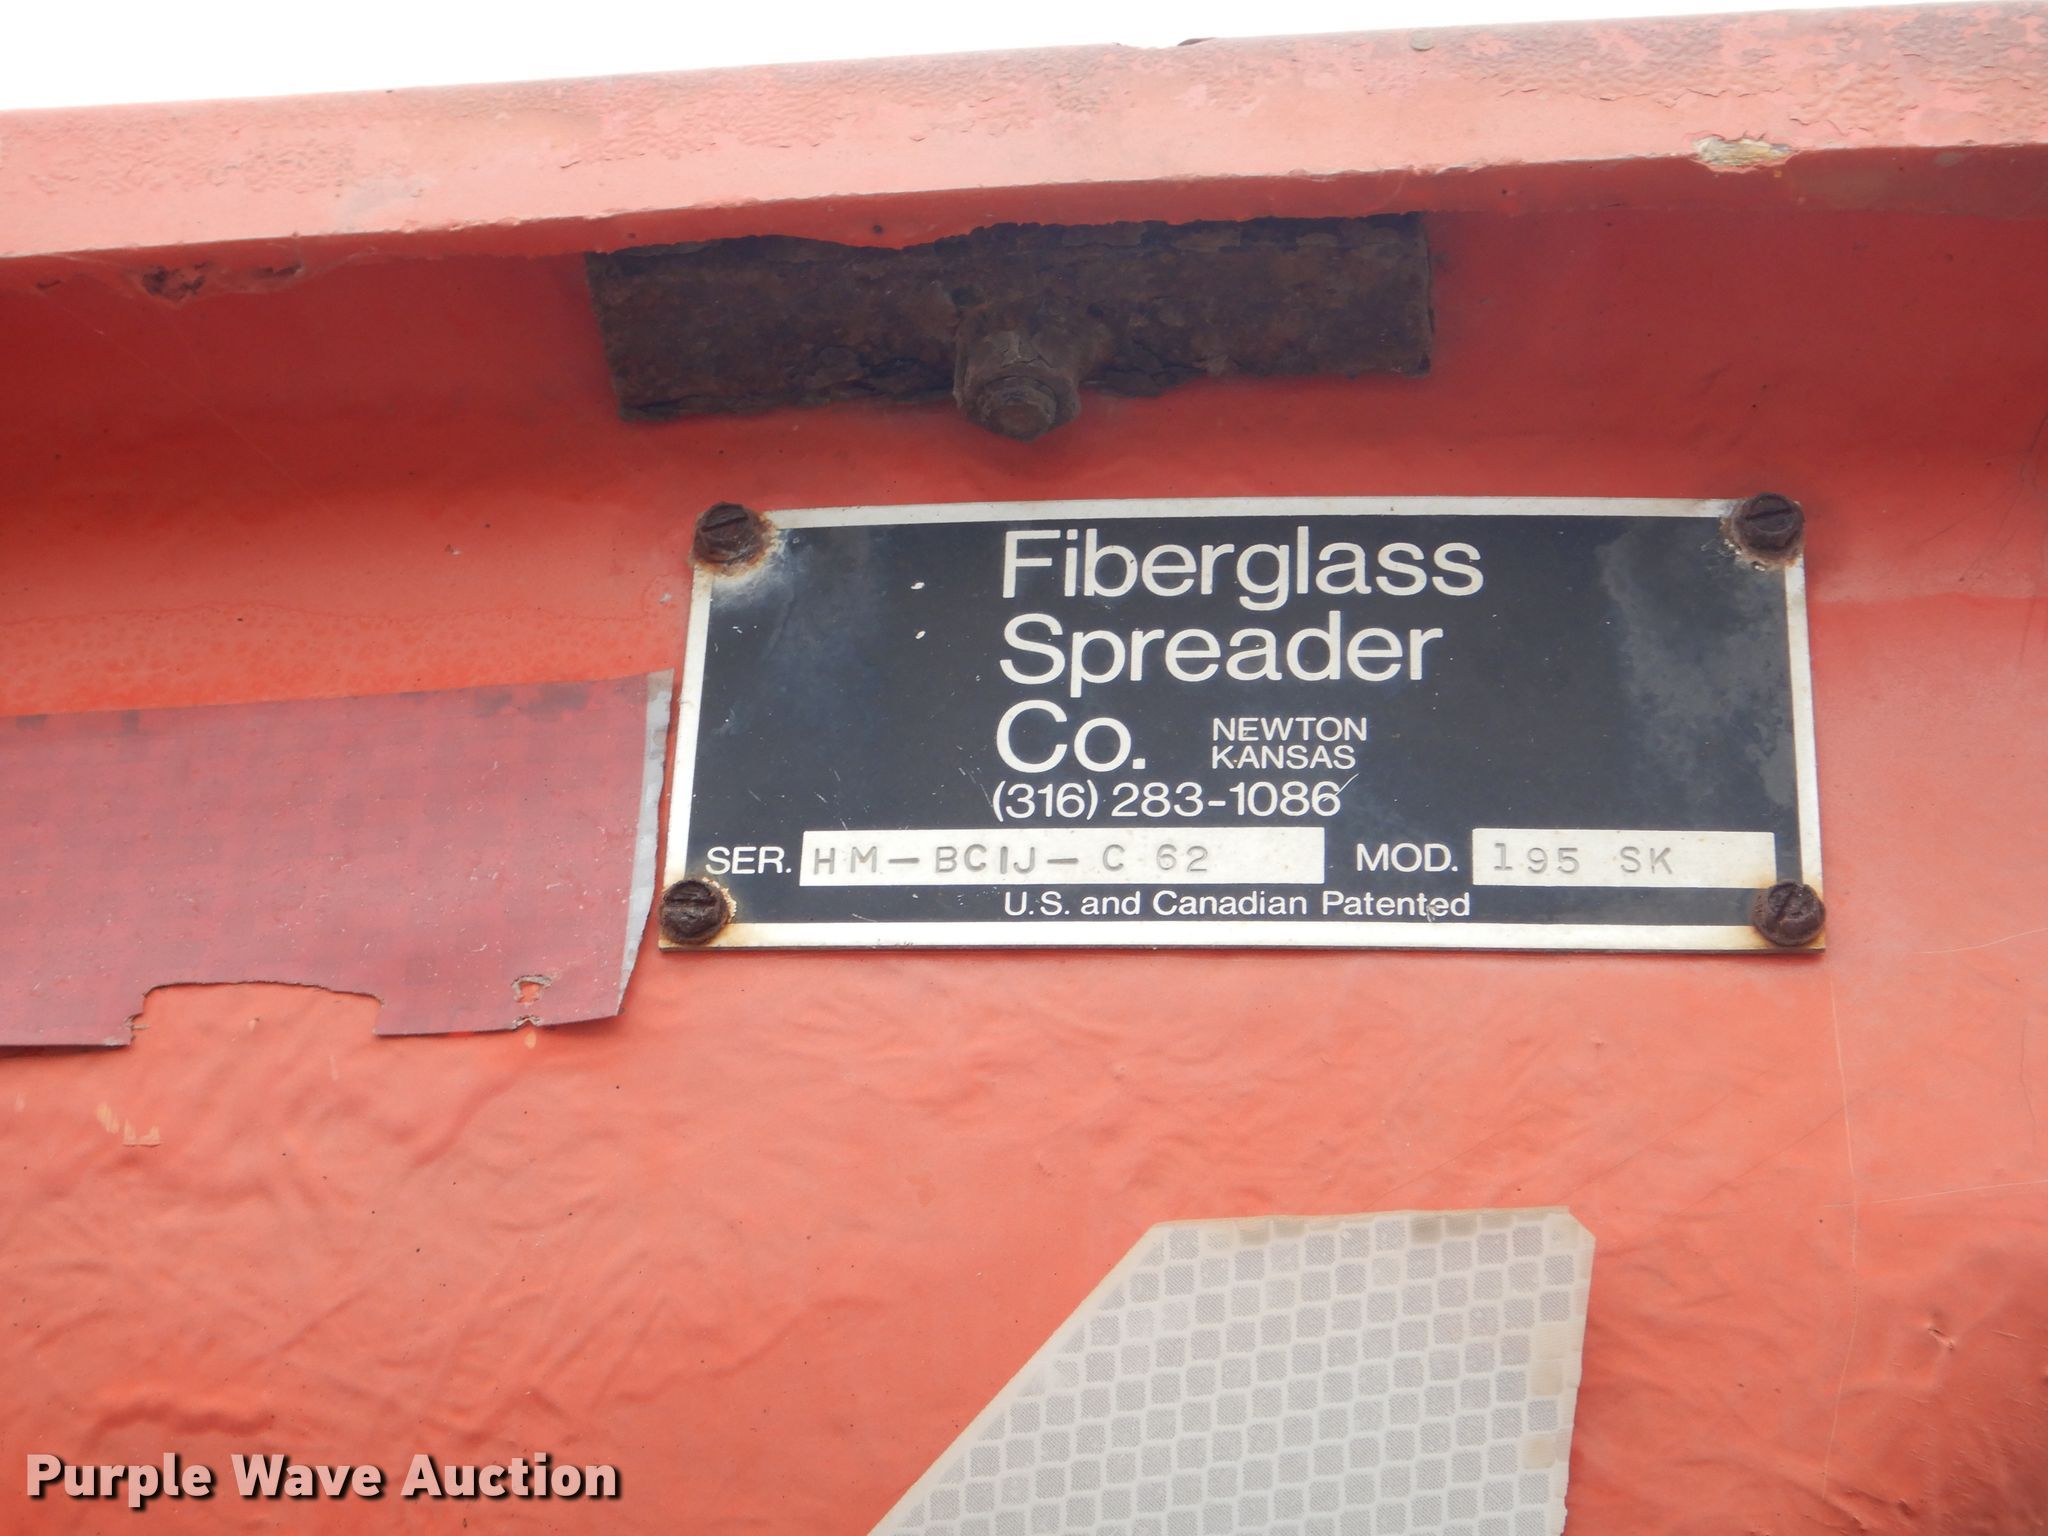 Fiberglass
Spreader
Co. NEWTON
KANSAS
(316) 283-1086
SER. HM-BCIJ-C 62 MOD. 195 SK
U.S. and Canadian Patented
Purple Wave Auction